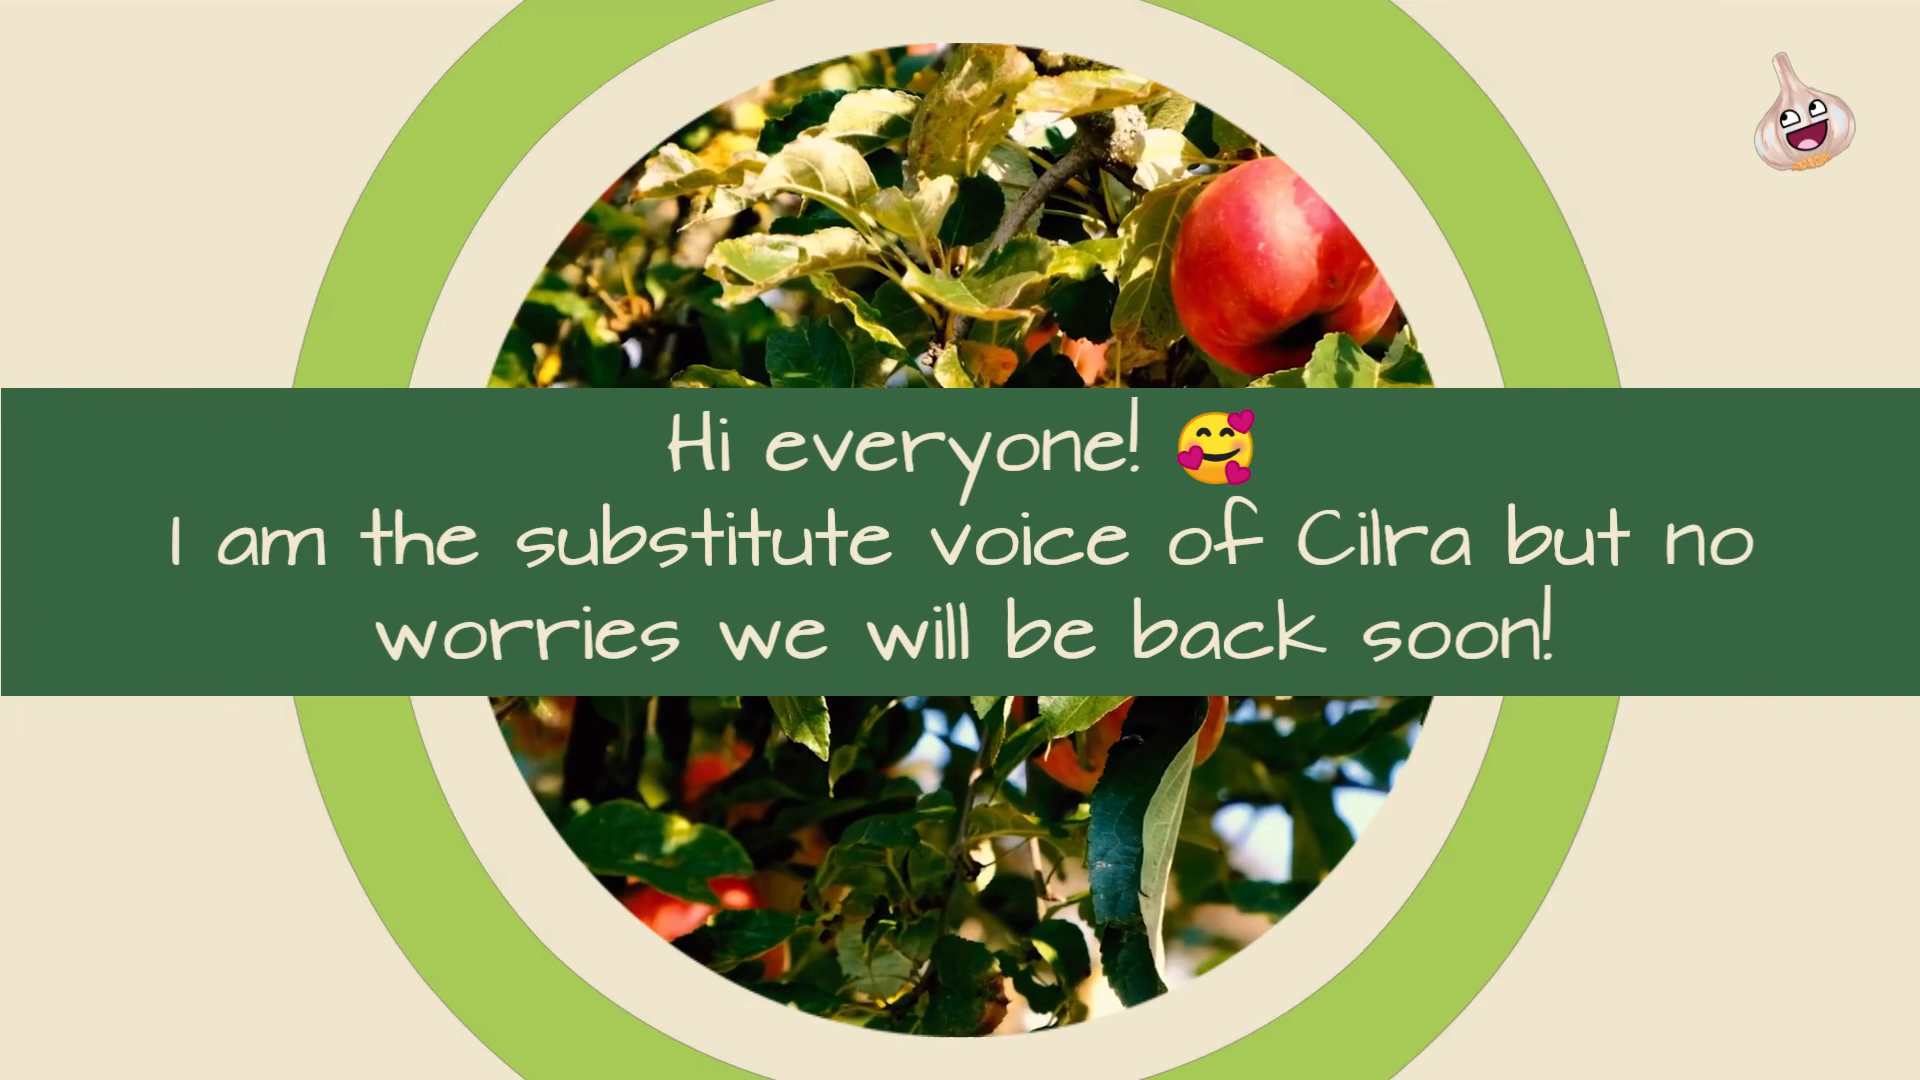 Hi everyone! 🥰
I am the substitute voice of Cilra but no
worries we will be back soon!